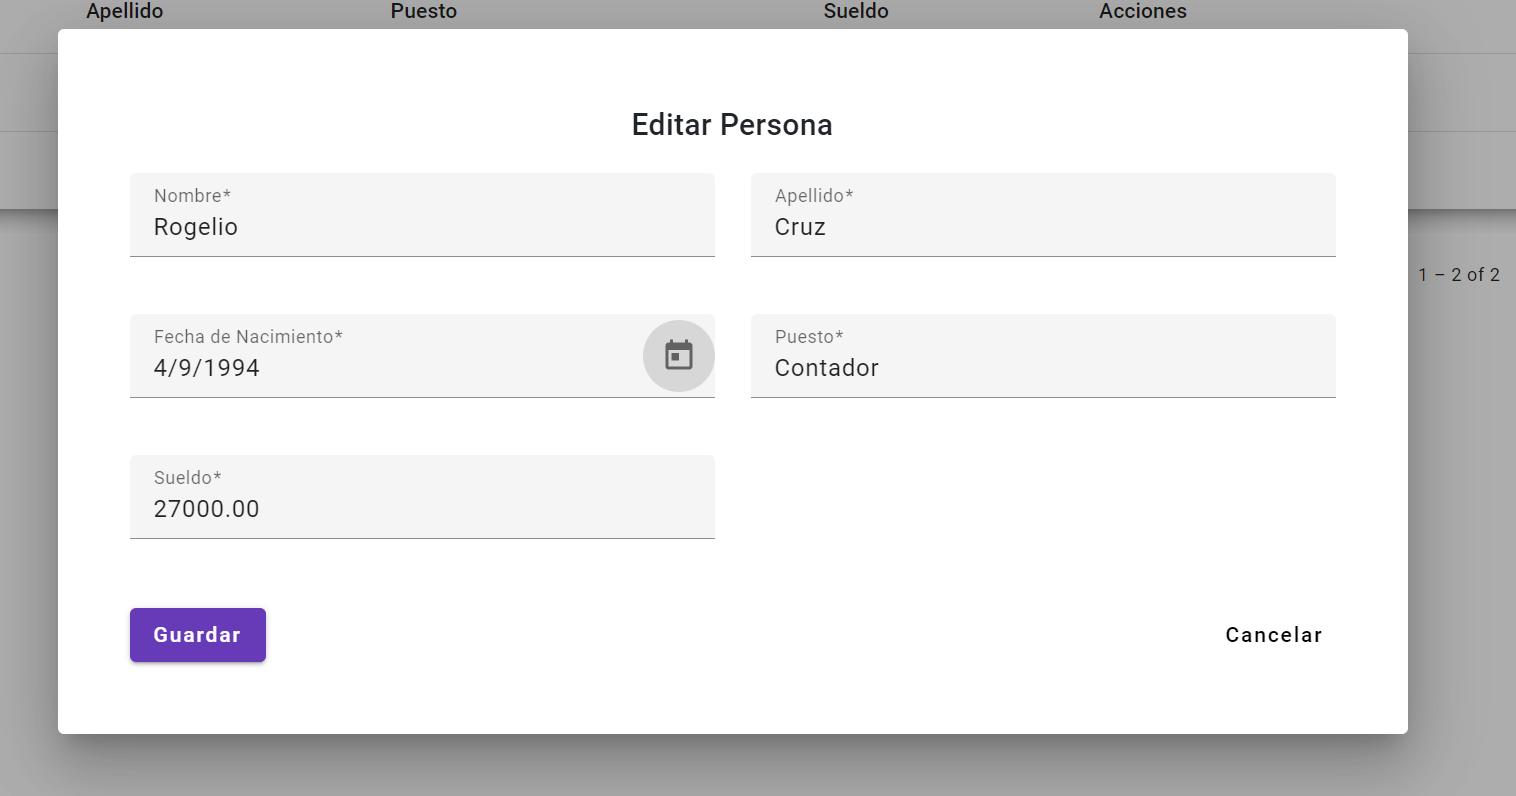 Apellido Puesto Sueldo Acciones
Editar Persona
Nombre* Apellido*
Rogelio Cruz
1 – 2 of 2
Fecha de Nacimiento* Puesto*
4/9/1994 Contador
Sueldo*
27000.00
Guardar Cancelar